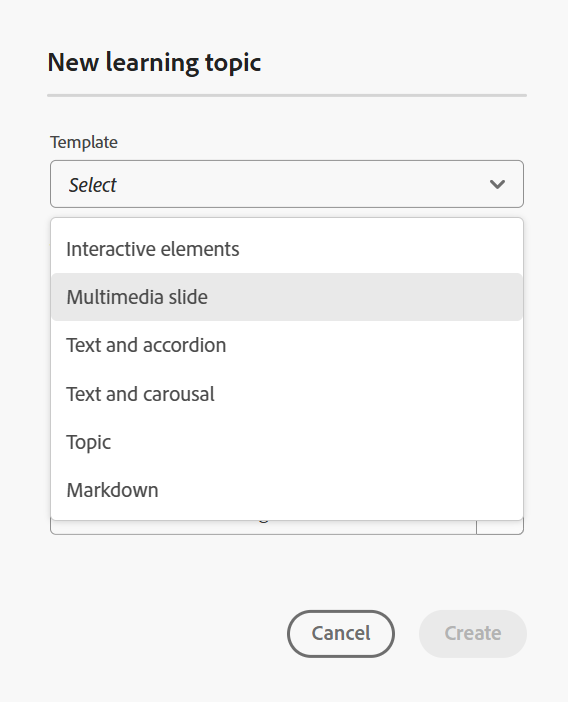 New learning topic
Template
Select
Interactive elements
Multimedia slide
Text and accordion
Text and carousal
Topic
Markdown
Cancel
Create